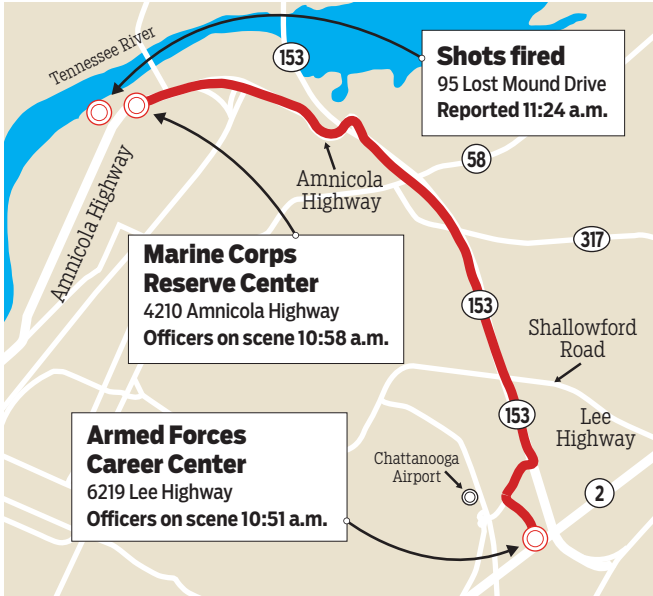 Tennessee River
153
Shots fired
95 Lost Mound Drive
Reported 11:24 a.m.
58
Amnicola
Highway
Amnicola Highway
317
Marine Corps
Reserve Center
4210 Amnicola Highway
Officers on scene 10:58 a.m.
153
Shallowford
Road
153
Lee
Highway
Armed Forces
Career Center
6219 Lee Highway
Officers on scene 10:51 a.m.
Chattanooga
Airport
2